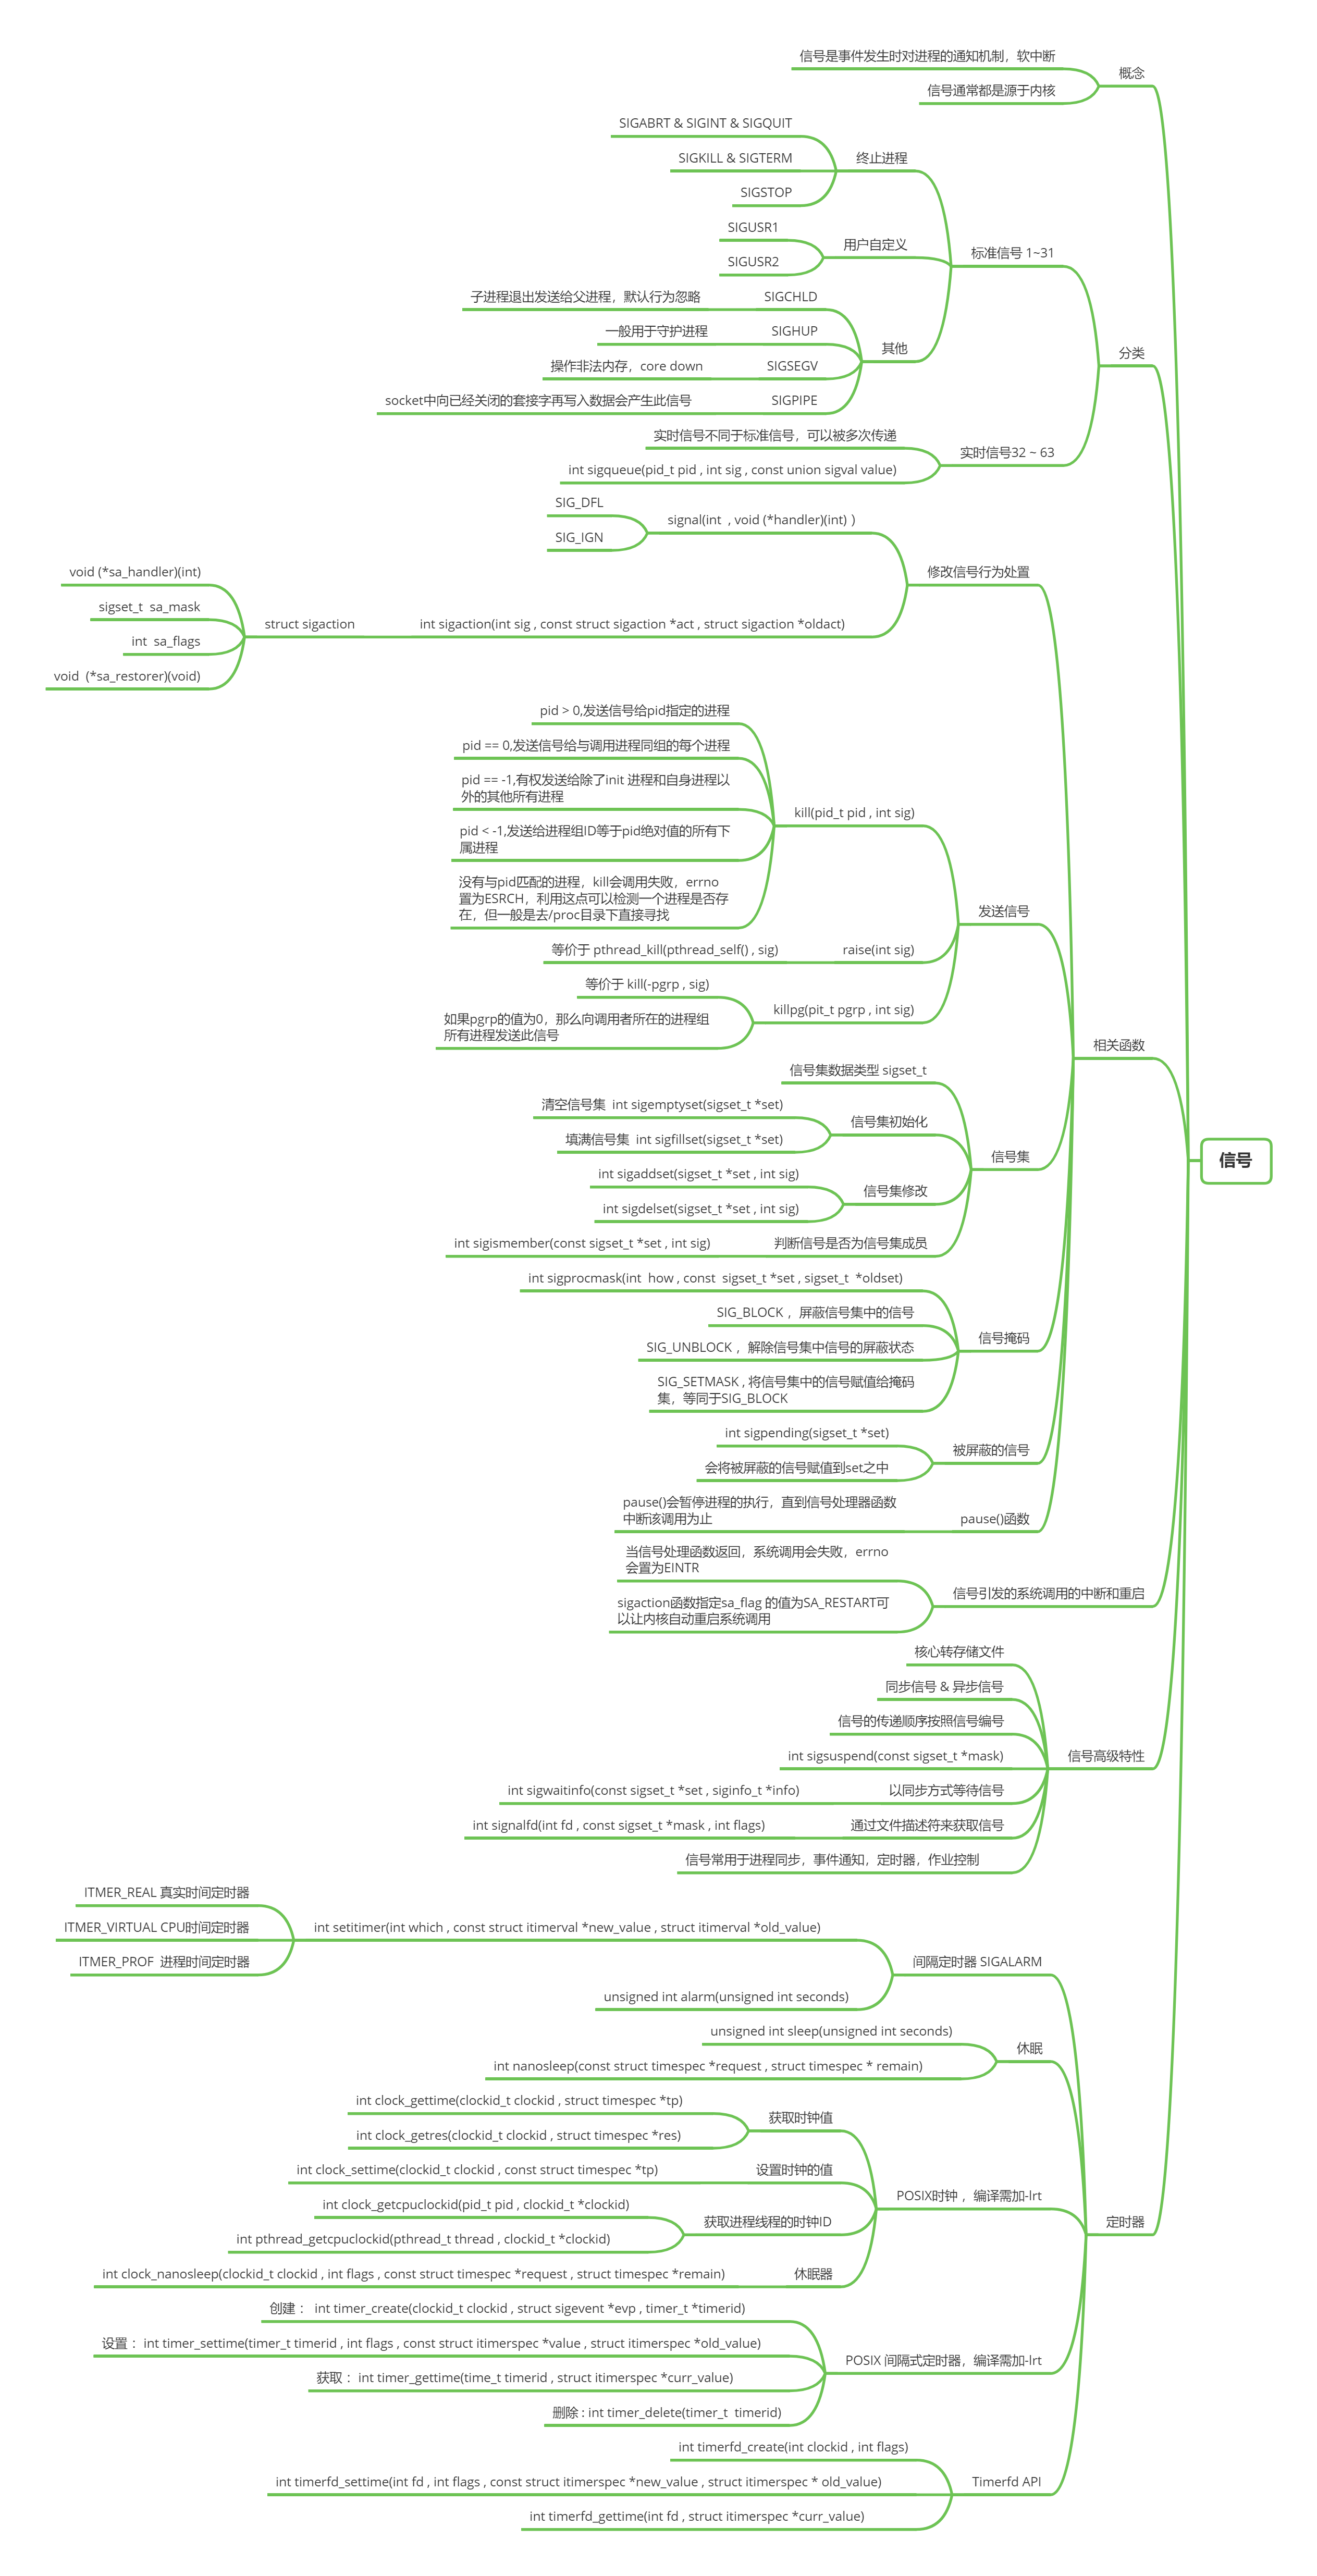 信号是事件发生时对进程的通知机制，软中断
概念
信号通常都是源于内核
SIGABRT & SIGINT & SIGQUIT
SIGKILL & SIGTERM
终止进程
SIGSTOP
SIGUSR1
用户自定义
标准信号 1~31
SIGUSR2
子进程退出发送给父进程，默认行为忽略
SIGCHLD
一般用于守护进程
SIGHUP
其他
分类
操作非法内存，core down
SIGSEGV
socket中向已经关闭的套接字再写入数据会产生此信号
SIGPIPE
实时信号不同于标准信号，可以被多次传递
实时信号32 ~ 63
int sigqueue(pid_t pid , int sig , const union sigval value)
SIG_DFL
signal(int  , void (*handler)(int) )
SIG_IGN
void (*sa_handler)(int)
修改信号行为处置
sigset_t  sa_mask
struct sigaction
int sigaction(int sig , const struct sigaction *act , struct sigaction *oldact)
int  sa_flags
void  (*sa_restorer)(void)
pid > 0,发送信号给pid指定的进程
pid == 0,发送信号给与调用进程同组的每个进程
pid == -1,有权发送给除了init 进程和自身进程以
外的其他所有进程
kill(pid_t pid , int sig)
pid < -1,发送给进程组ID等于pid绝对值的所有下
属进程
没有与pid匹配的进程，kill会调用失败，errno
置为ESRCH，利用这点可以检测一个进程是否存
在，但一般是去/proc目录下直接寻找
发送信号
等价于 pthread_kill(pthread_self() , sig)
raise(int sig)
等价于 kill(-pgrp , sig)
killpg(pit_t pgrp , int sig)
如果pgrp的值为0，那么向调用者所在的进程组
所有进程发送此信号
相关函数
信号集数据类型 sigset_t
清空信号集  int sigemptyset(sigset_t *set)
信号集初始化
填满信号集  int sigfillset(sigset_t *set)
信号集
信号
int sigaddset(sigset_t *set , int sig)
信号集修改
int sigdelset(sigset_t *set , int sig)
int sigismember(const sigset_t *set , int sig)
判断信号是否为信号集成员
int sigprocmask(int  how , const  sigset_t *set , sigset_t  *oldset)
SIG_BLOCK ，屏蔽信号集中的信号
信号掩码
SIG_UNBLOCK ，解除信号集中信号的屏蔽状态
SIG_SETMASK , 将信号集中的信号赋值给掩码
集，等同于SIG_BLOCK
int sigpending(sigset_t *set)
被屏蔽的信号
会将被屏蔽的信号赋值到set之中
pause()会暂停进程的执行，直到信号处理器函数
中断该调用为止
pause()函数
当信号处理函数返回，系统调用会失败，errno
会置为EINTR
信号引发的系统调用的中断和重启
sigaction函数指定sa_flag 的值为SA_RESTART可
以让内核自动重启系统调用
核心转存储文件
同步信号 & 异步信号
信号的传递顺序按照信号编号
int sigsuspend(const sigset_t *mask)
信号高级特性
int sigwaitinfo(const sigset_t *set , siginfo_t *info)
以同步方式等待信号
int signalfd(int fd , const sigset_t *mask , int flags)
通过文件描述符来获取信号
信号常用于进程同步，事件通知，定时器，作业控制
ITMER_REAL 真实时间定时器
ITMER_VIRTUAL CPU时间定时器
int setitimer(int which , const struct itimerval *new_value , struct itimerval *old_value)
ITMER_PROF  进程时间定时器
间隔定时器 SIGALARM
unsigned int alarm(unsigned int seconds)
unsigned int sleep(unsigned int seconds)
休眠
int nanosleep(const struct timespec *request , struct timespec * remain)
int clock_gettime(clockid_t clockid , struct timespec *tp)
获取时钟值
int clock_getres(clockid_t clockid , struct timespec *res)
int clock_settime(clockid_t clockid , const struct timespec *tp)
设置时钟的值
POSIX时钟 ，编译需加-lrt
int clock_getcpuclockid(pid_t pid , clockid_t *clockid)
获取进程线程的时钟ID
定时器
int pthread_getcpuclockid(pthread_t thread , clockid_t *clockid)
int clock_nanosleep(clockid_t clockid , int flags , const struct timespec *request , struct timespec *remain)
休眠器
创建 ： int timer_create(clockid_t clockid , struct sigevent *evp , timer_t *timerid)
设置 ：int timer_settime(timer_t timerid , int flags , const struct itimerspec *value , struct itimerspec *old_value)
POSIX 间隔式定时器，编译需加-lrt
获取 ：int timer_gettime(time_t timerid , struct itimerspec *curr_value)
删除 : int timer_delete(timer_t  timerid)
int timerfd_create(int clockid , int flags)
int timerfd_settime(int fd , int flags , const struct itimerspec *new_value , struct itimerspec * old_value)
Timerfd API
int timerfd_gettime(int fd , struct itimerspec *curr_value)